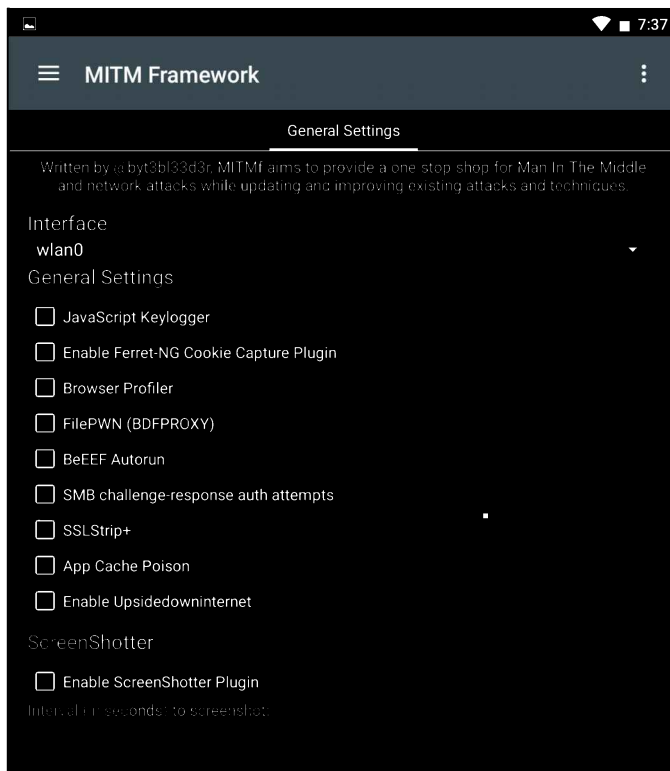 7:37
MITM Framework
General Settings
Written by @byt3bl33d3r, MITMf aims to provide a one stop shop for Man In The Middle
and network attacks while updating and improving existing attacks and techniques.
Interface
wlan0
General Settings
JavaScript Keylogger
Enable Ferret-NG Cookie Capture Plugin
Browser Profiler
FilePWN (BDFPROXY)
BeEEF Autorun
SMB challenge-response auth attempts
SSLStrip+
App Cache Poison
Enable Upsidedowninternet
ScreenShotter
Enable ScreenShotter Plugin
Interval (in seconds) to screenshot: